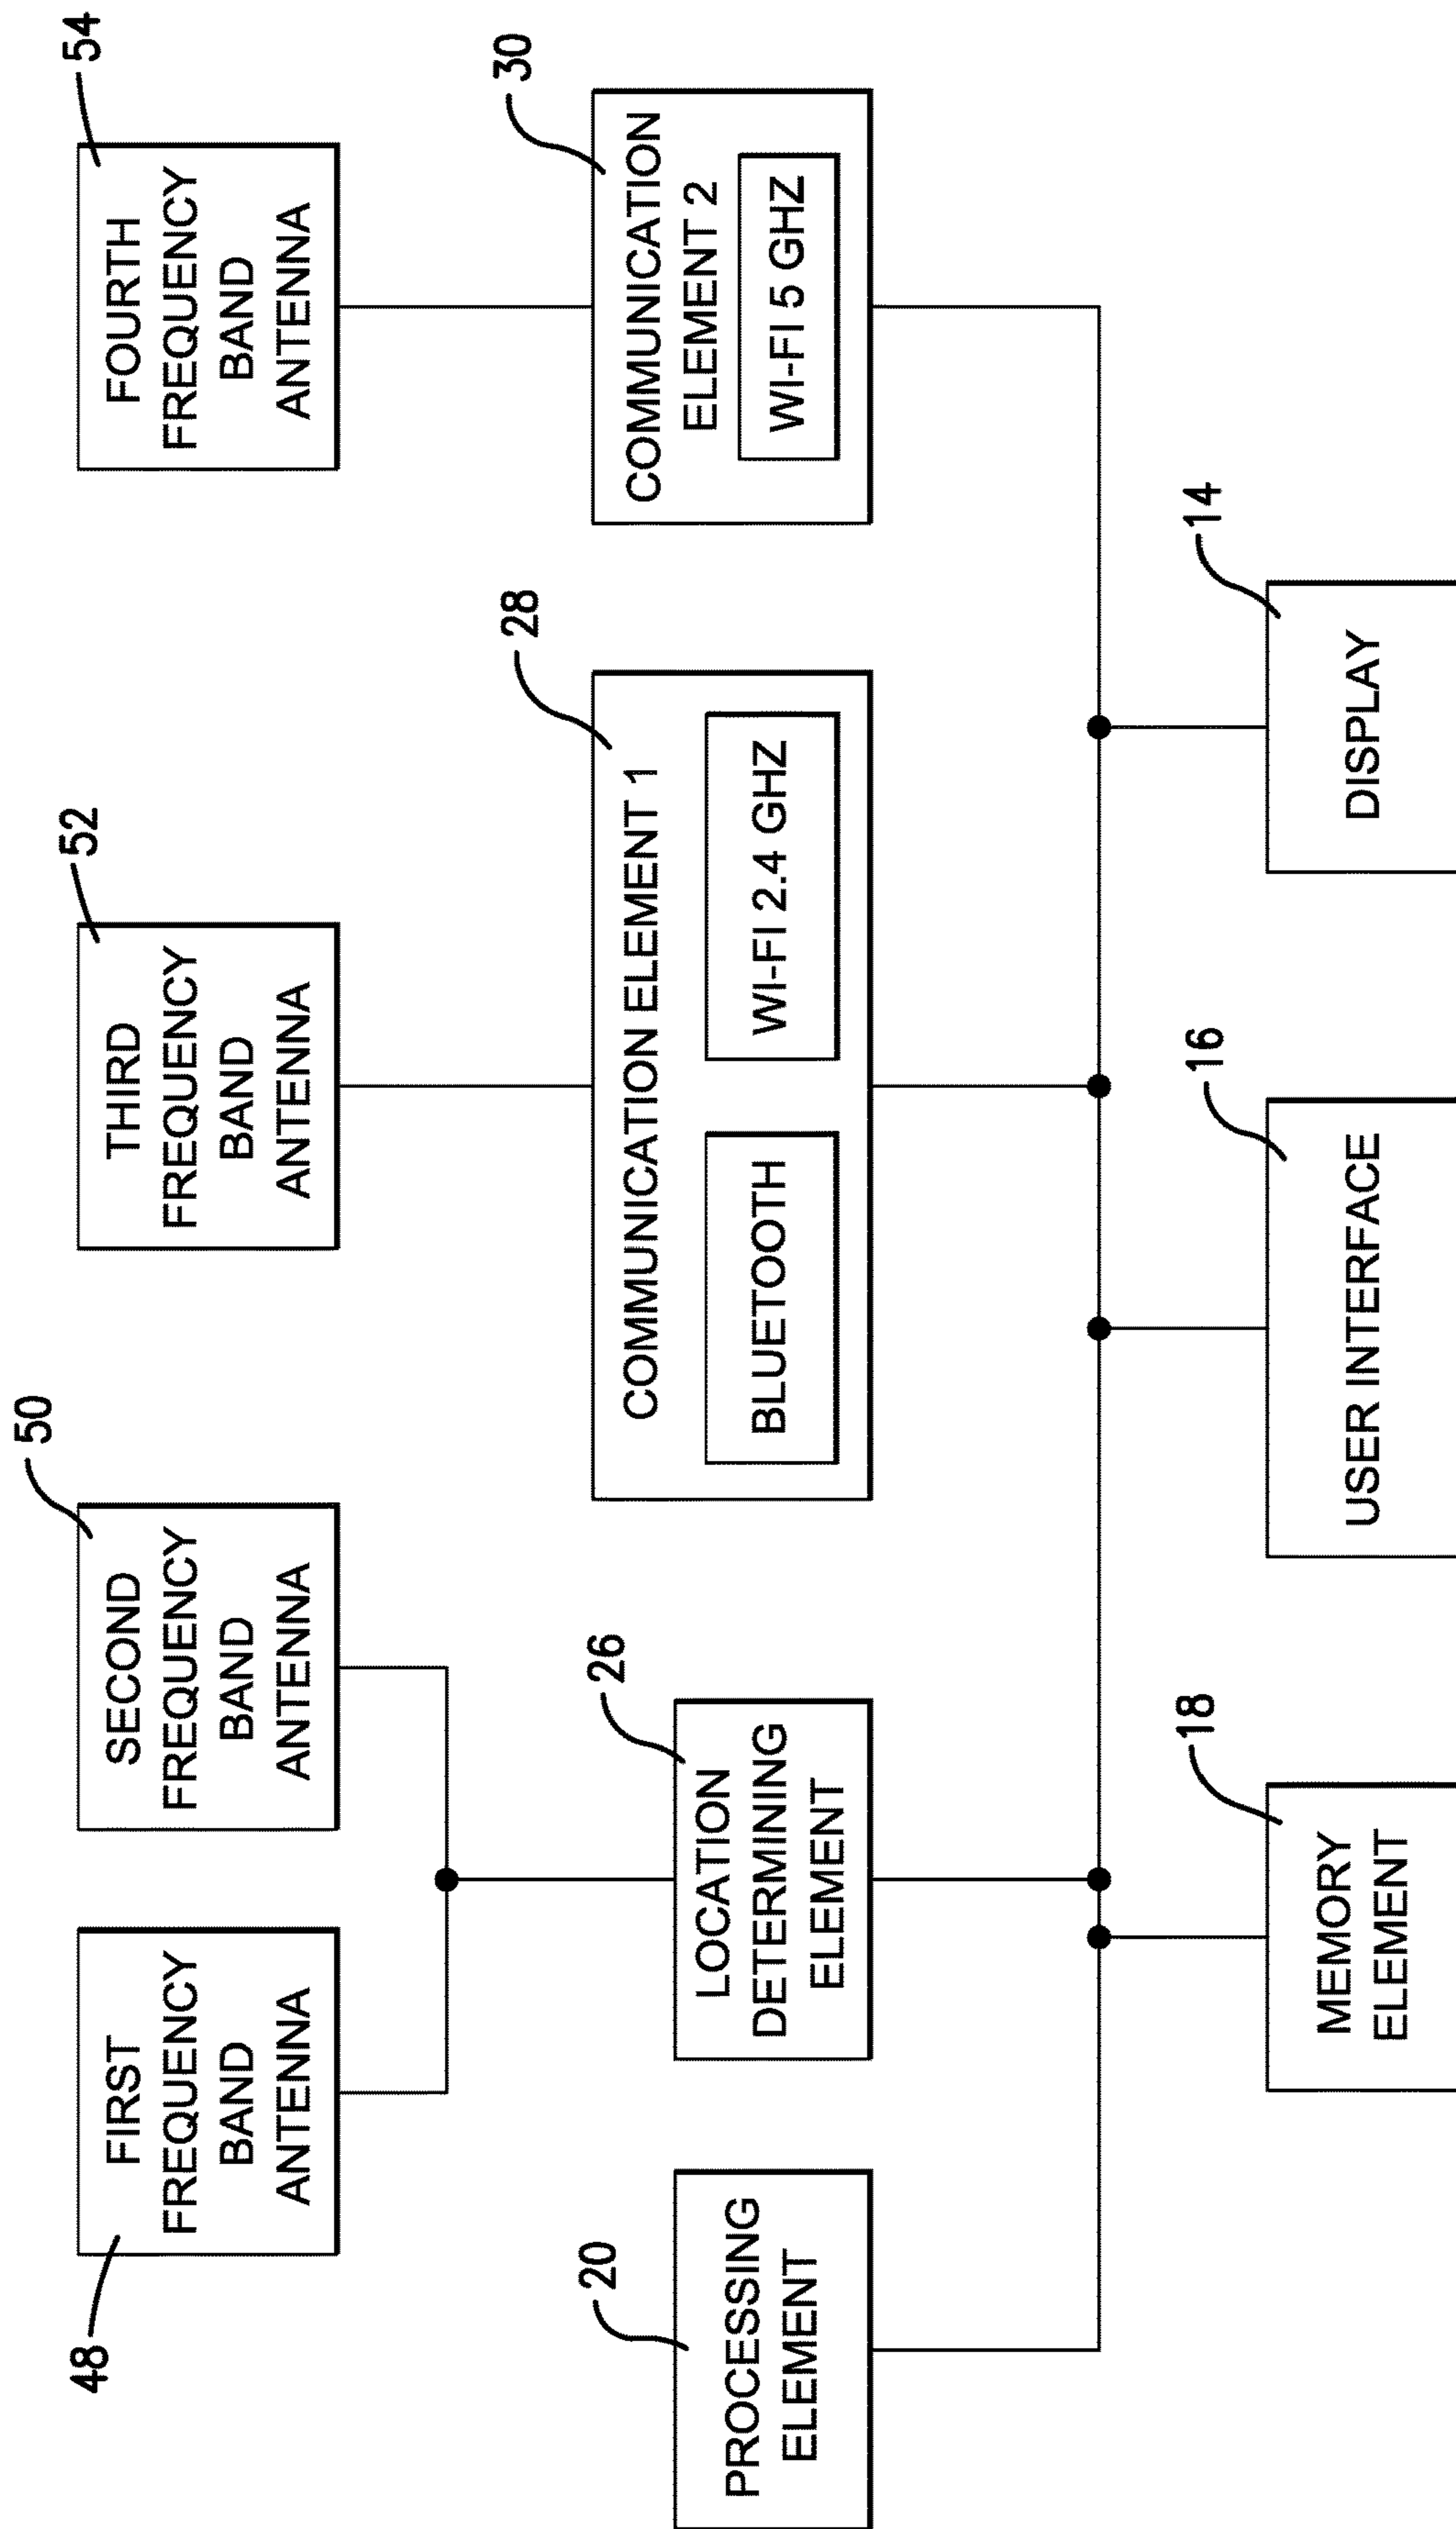 48
FIRST
FREQUENCY
BAND
ANTENNA
50
SECOND
FREQUENCY
BAND
ANTENNA
52
THIRD
FREQUENCY
BAND
ANTENNA
54
FOURTH
FREQUENCY
BAND
ANTENNA
20
PROCESSING
ELEMENT
26
LOCATION
DETERMINING
ELEMENT
28
COMMUNICATION ELEMENT 1
BLUETOOTH
WI-FI 2.4 GHZ
30
COMMUNICATION
ELEMENT 2
WI-FI 5 GHZ
18
MEMORY
ELEMENT
16
USER INTERFACE
14
DISPLAY